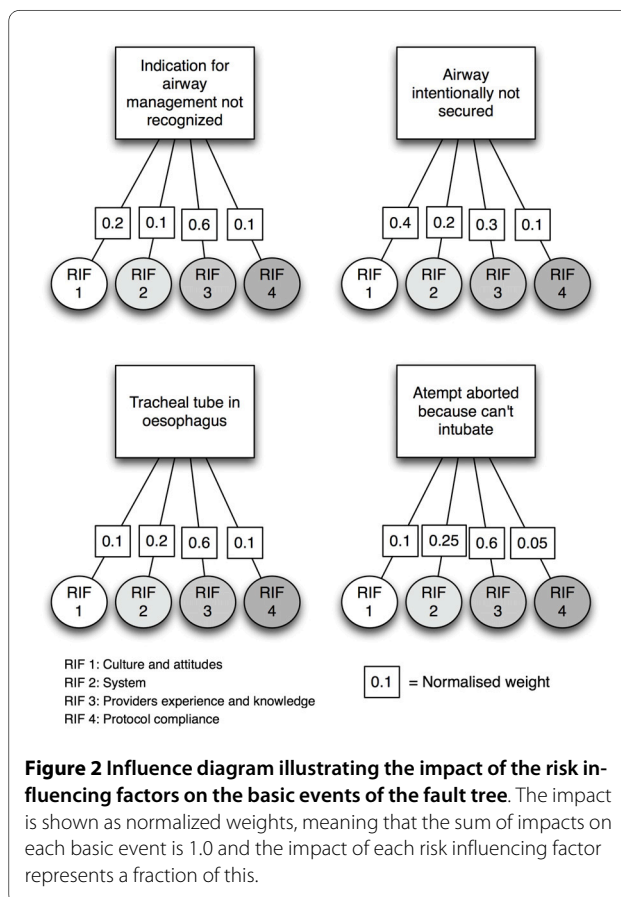 Indication for
airway
management not
recognized
0.2 0.1 0.6 0.1
RIF RIF RIF RIF
1 2 3 4
Airway
intentionally not
secured
0.4 0.2 0.3 0.1
RIF RIF RIF RIF
1 2 3 4
Tracheal tube in
oesophagus
0.1 0.2 0.6 0.1
RIF RIF RIF RIF
1 2 3 4
Atempt aborted
because can't
intubate
0.1 0.25 0.6 0.05
RIF RIF RIF RIF
1 2 3 4
RIF 1: Culture and attitudes
RIF 2: System
RIF 3: Providers experience and knowledge
RIF 4: Protocol compliance
0.1 = Normalised weight
Figure 2 Influence diagram illustrating the impact of the risk in-
fluencing factors on the basic events of the fault tree. The impact
is shown as normalized weights, meaning that the sum of impacts on
each basic event is 1.0 and the impact of each risk influencing factor
represents a fraction of this.